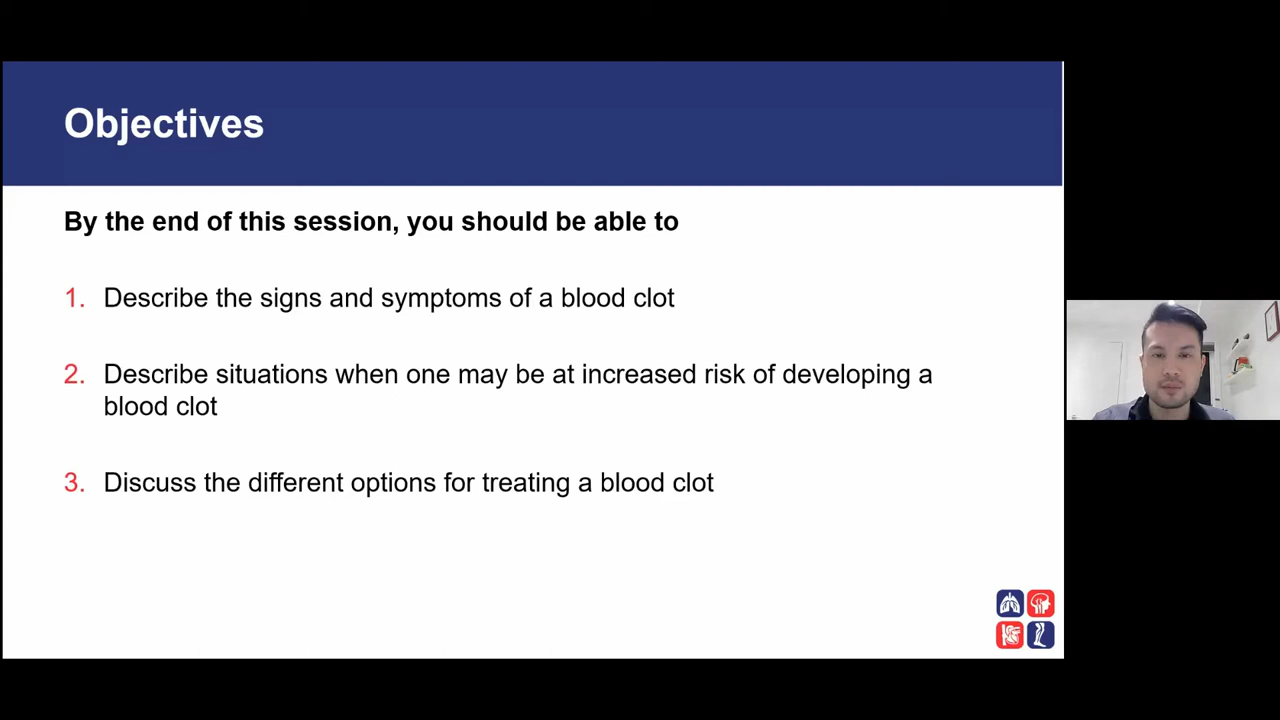 Objectives
By the end of this session, you should be able to
1. Describe the signs and symptoms of a blood clot
2. Describe situations when one may be at increased risk of developing a
blood clot
3. Discuss the different options for treating a blood clot